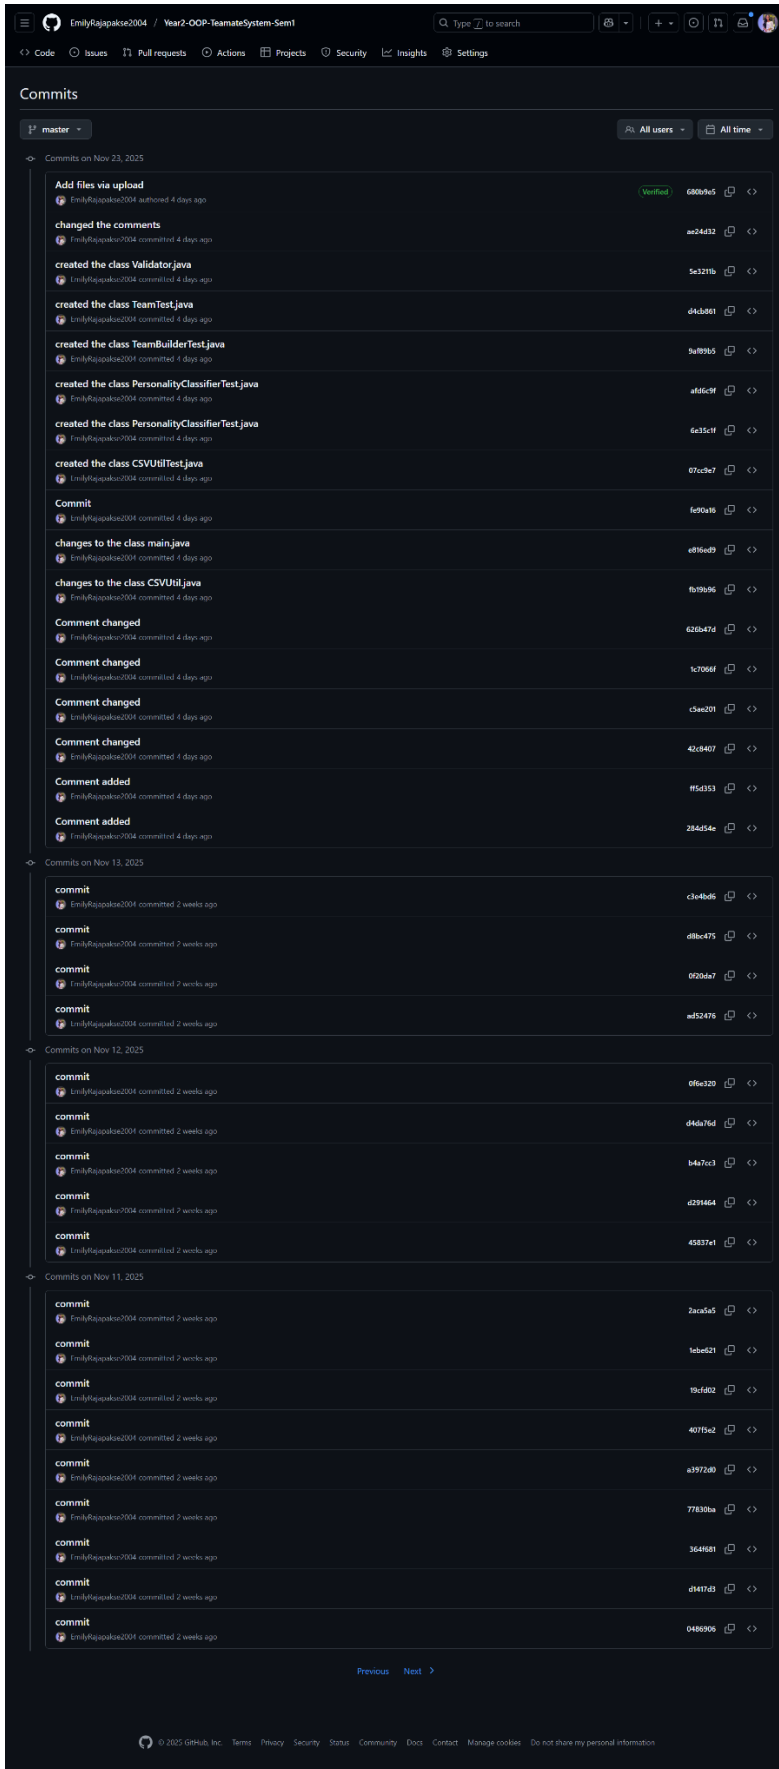 EmilyRajapakse2004 / Year2-OOP-TeamateSystem-Sem1
Type / to search
Code Issues Pull requests Actions Projects Security Insights Settings
Commits
master All users All time
Commits on Nov 23, 2025
Add files via upload
EmilyRajapakse2004 authored 4 days ago
Verified 680b9e5
changed the comments
EmilyRajapakse2004 committed 4 days ago
ae24d32
created the class Validator.java
EmilyRajapakse2004 committed 4 days ago
5e3211b
created the class TeamTest.java
EmilyRajapakse2004 committed 4 days ago
d4cb861
created the class TeamBuilderTest.java
EmilyRajapakse2004 committed 4 days ago
9af89b5
created the class PersonalityClassifierTest.java
EmilyRajapakse2004 committed 4 days ago
afd6c9f
created the class PersonalityClassifierTest.java
EmilyRajapakse2004 committed 4 days ago
6e35c1f
created the class CSVUtilTest.java
EmilyRajapakse2004 committed 4 days ago
07cc9e7
Commit
EmilyRajapakse2004 committed 4 days ago
fe90a16
changes to the class main.java
EmilyRajapakse2004 committed 4 days ago
e816ed9
changes to the class CSVUtil.java
EmilyRajapakse2004 committed 4 days ago
fb19b96
Comment changed
EmilyRajapakse2004 committed 4 days ago
626b47d
Comment changed
EmilyRajapakse2004 committed 4 days ago
1c7066f
Comment changed
EmilyRajapakse2004 committed 4 days ago
c5ae201
Comment changed
EmilyRajapakse2004 committed 4 days ago
42c8407
Comment added
EmilyRajapakse2004 committed 4 days ago
ff5d353
Comment added
EmilyRajapakse2004 committed 4 days ago
284d54e
Commits on Nov 13, 2025
commit
EmilyRajapakse2004 committed 2 weeks ago
c3e4bd6
commit
EmilyRajapakse2004 committed 2 weeks ago
d8bc475
commit
EmilyRajapakse2004 committed 2 weeks ago
0f20da7
commit
EmilyRajapakse2004 committed 2 weeks ago
ad52476
Commits on Nov 12, 2025
commit
EmilyRajapakse2004 committed 2 weeks ago
0f6e320
commit
EmilyRajapakse2004 committed 2 weeks ago
d4da76d
commit
EmilyRajapakse2004 committed 2 weeks ago
b4a7cc3
commit
EmilyRajapakse2004 committed 2 weeks ago
d291464
commit
EmilyRajapakse2004 committed 2 weeks ago
45837e1
Commits on Nov 11, 2025
commit
EmilyRajapakse2004 committed 2 weeks ago
2aca5a5
commit
EmilyRajapakse2004 committed 2 weeks ago
1ebe621
commit
EmilyRajapakse2004 committed 2 weeks ago
19cfd02
commit
EmilyRajapakse2004 committed 2 weeks ago
407f5e2
commit
EmilyRajapakse2004 committed 2 weeks ago
a3972d0
commit
EmilyRajapakse2004 committed 2 weeks ago
77830ba
commit
EmilyRajapakse2004 committed 2 weeks ago
364f681
commit
EmilyRajapakse2004 committed 2 weeks ago
d1417d3
commit
EmilyRajapakse2004 committed 2 weeks ago
0486906
Previous Next
© 2025 GitHub, Inc. Terms Privacy Security Status Community Docs Contact Manage cookies Do not share my personal information